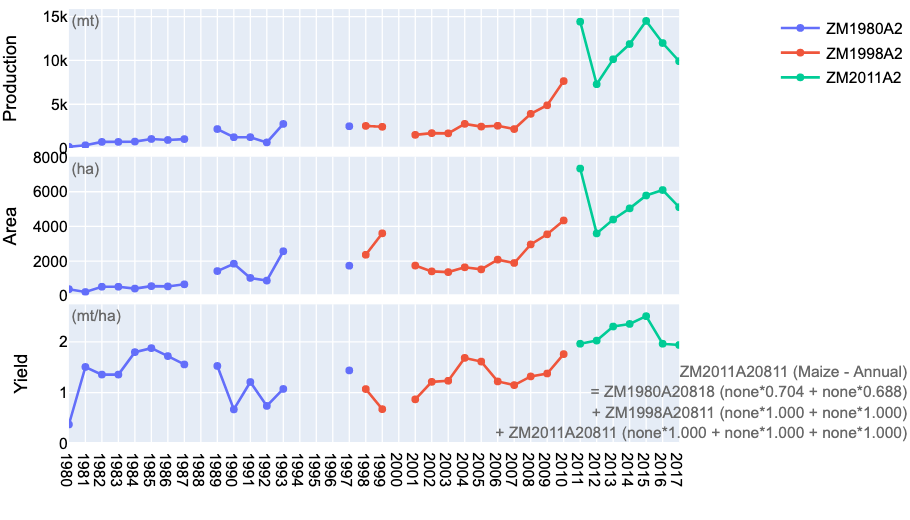 15k
(mt)
10k
5k
0
Production
ZM1980A2
ZM1998A2
ZM2011A2
8000
(ha)
6000
4000
2000
0
Area
(mt/ha)
2
1
0
Yield
ZM2011A20811 (Maize - Annual)
= ZM1980A20818 (none*0.704 + none*0.688)
+ ZM1998A20811 (none*1.000 + none*1.000)
+ ZM2011A20811 (none*1.000 + none*1.000 + none*1.000)
1980
1981
1982
1983
1984
1985
1986
1987
1988
1989
1990
1991
1992
1993
1994
1995
1996
1997
1998
1999
2000
2001
2002
2003
2004
2005
2006
2007
2008
2009
2010
2011
2012
2013
2014
2015
2016
2017